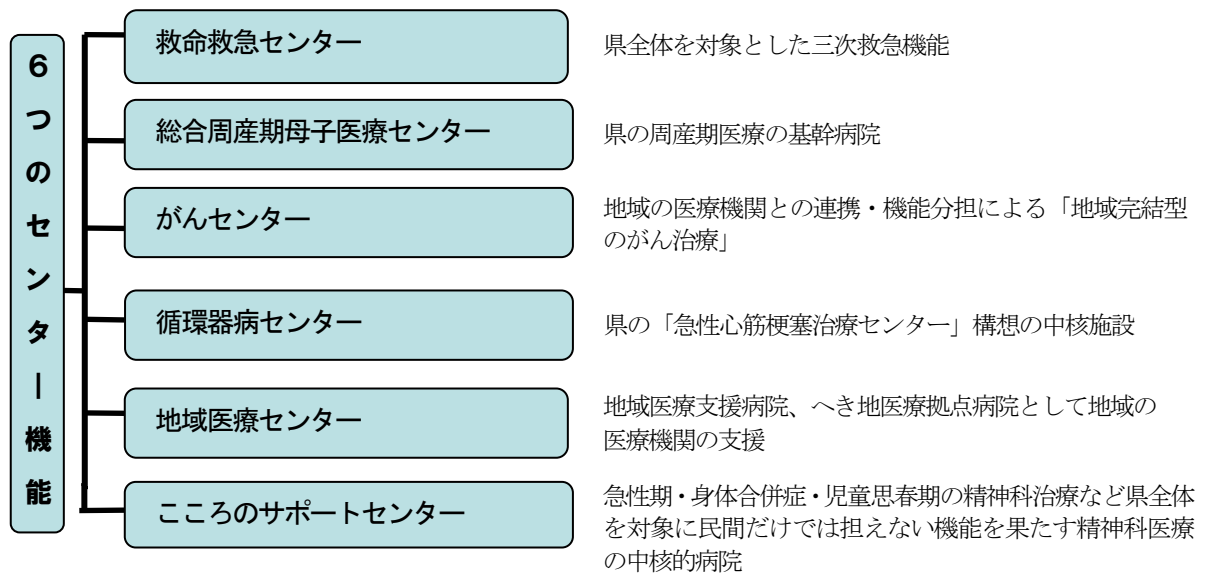 6つのセンター機能
救命救急センター
県全体を対象とした三次救急機能
総合周産期母子医療センター
県の周産期医療の基幹病院
がんセンター
地域の医療機関との連携・機能分担による「地域完結型
のがん治療」
循環器病センター
県の「急性心筋梗塞治療センター」構想の中核施設
地域医療センター
地域医療支援病院、へき地医療拠点病院として地域の
医療機関の支援
こころのサポートセンター
急性期・身体合併症・児童思春期の精神科治療など県全体
を対象に民間だけでは担えない機能を果たす精神科医療
の中核的病院